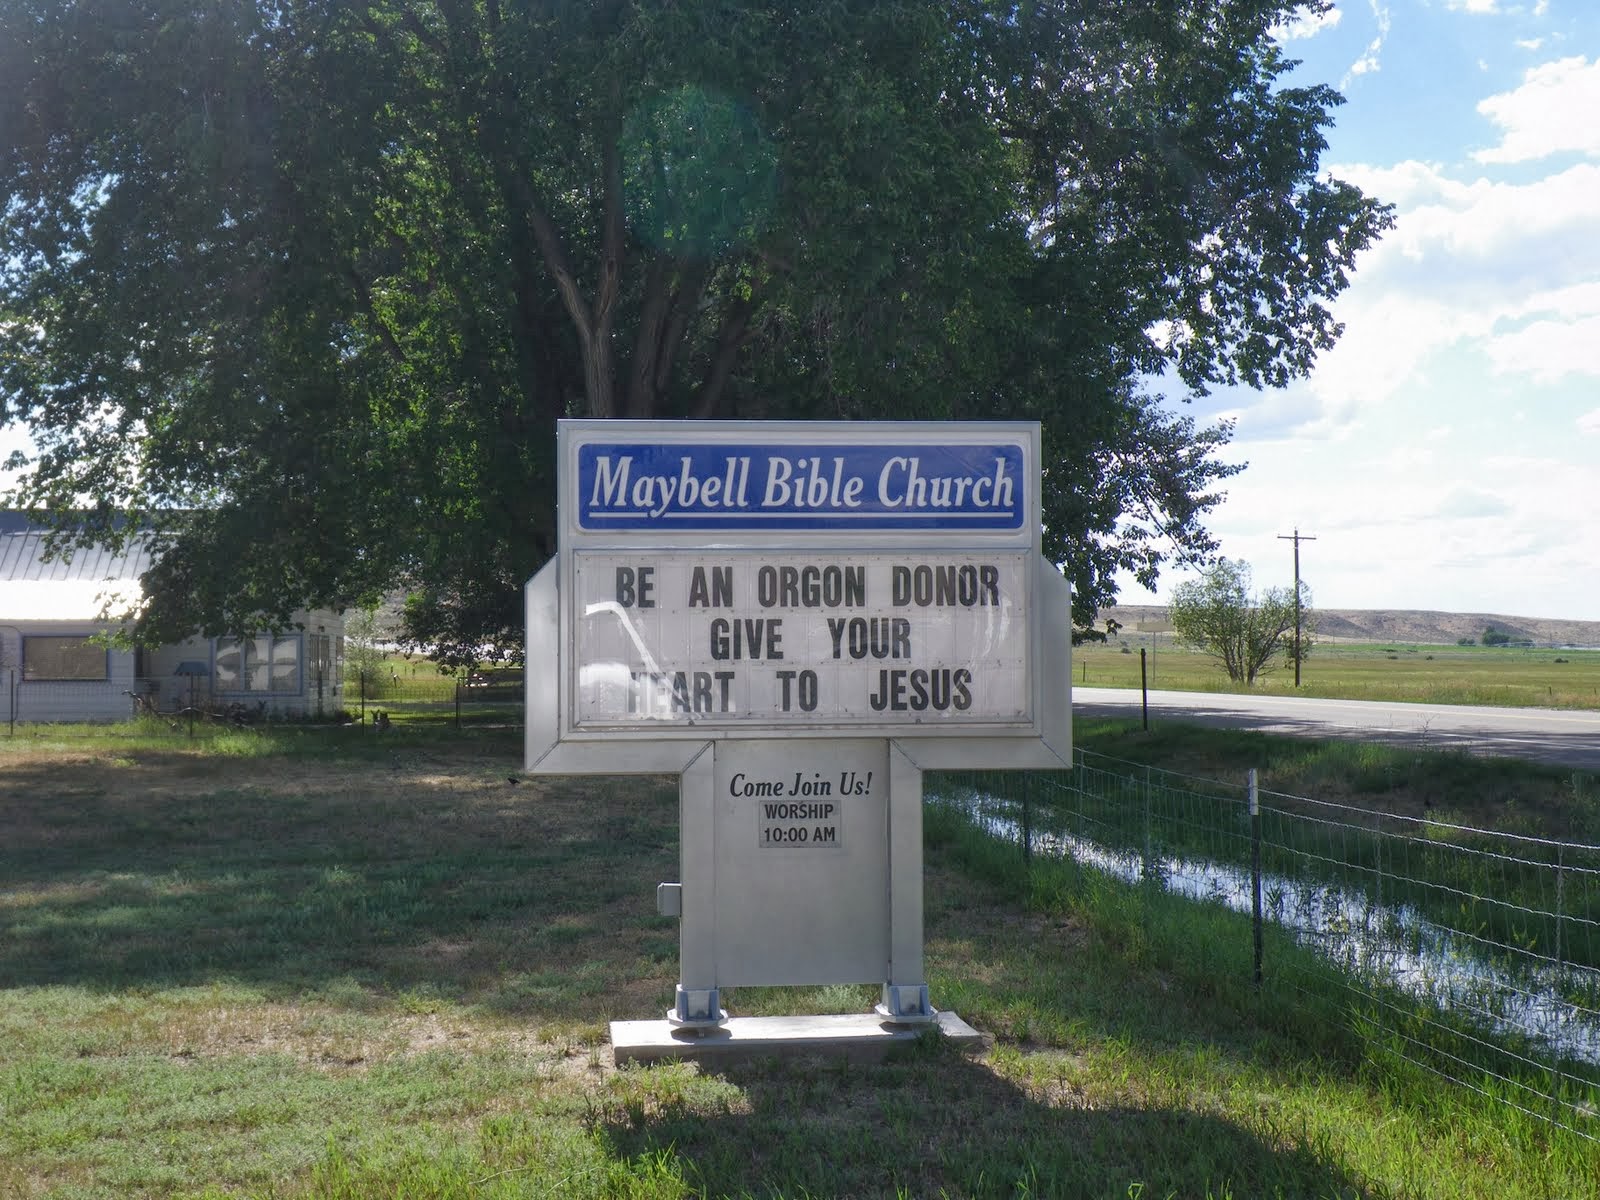 Maybell Bible Church
BE AN ORGON DONOR
GIVE YOUR
HEART TO JESUS
Come Join Us!
WORSHIP
10:00 AM